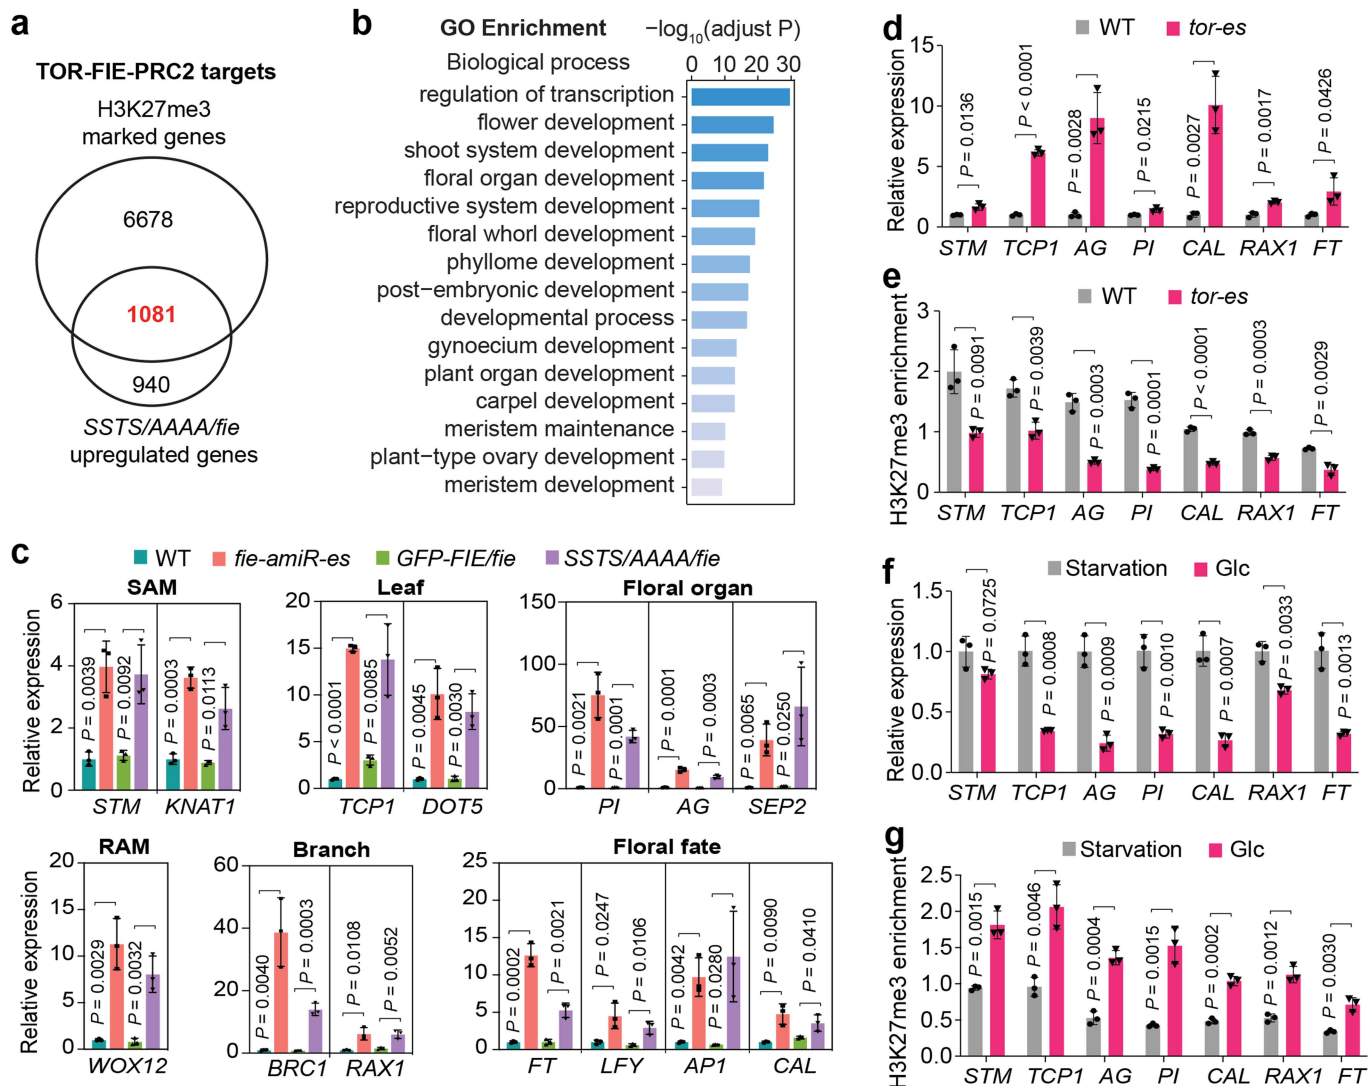 a
TOR-FIE-PRC2 targets
H3K27me3
marked genes
6678
1081
940
SSTS/AAAA/fie
upregulated genes
b
GO Enrichment
−log10(adjust P)
Biological process
0 10 20 30
regulation of transcription
flower development
shoot system development
floral organ development
reproductive system development
floral whorl development
phyllome development
post−embryonic development
developmental process
gynoecium development
plant organ development
carpel development
meristem maintenance
plant−type ovary development
meristem development
c
WT fie-amiR-es GFP-FIE/fie SSTS/AAAA/fie
SAM
Relative expression
6
4
2
0
P = 0.0039
P = 0.0092
P = 0.0003
P = 0.0113
STM KNAT1
Leaf
20
15
10
5
0
P < 0.0001
P = 0.0085
P = 0.0045
P = 0.0030
TCP1 DOT5
Floral organ
150
100
50
0
P = 0.0021
P = 0.0001
P = 0.0001
P = 0.0003
P = 0.0065
P = 0.0250
PI AG SEP2
RAM
Relative expression
20
15
10
5
0
P = 0.0029
P = 0.0032
WOX12
Branch
60
40
20
0
P = 0.0040
P = 0.0003
P = 0.0108
P = 0.0052
BRC1 RAX1
Floral fate
25
20
15
10
5
0
P = 0.0002
P = 0.0021
P = 0.0247
P = 0.0106
P = 0.0042
P = 0.0280
P = 0.0090
P = 0.0410
FT LFY AP1 CAL
d
WT tor-es
Relative expression
15
10
5
0
P = 0.0136
P < 0.0001
P = 0.0028
P = 0.0215
P = 0.0027
P = 0.0017
P = 0.0426
STM TCP1 AG PI CAL RAX1 FT
e
WT tor-es
H3K27me3 enrichment
3
2
1
0
P = 0.0091
P = 0.0039
P = 0.0003
P = 0.0001
P < 0.0001
P = 0.0003
P = 0.0029
STM TCP1 AG PI CAL RAX1 FT
f
Starvation Glc
Relative expression
1.5
1.0
0.5
0.0
P = 0.0725
P = 0.0008
P = 0.0009
P = 0.0010
P = 0.0007
P = 0.0033
P = 0.0013
STM TCP1 AG PI CAL RAX1 FT
g
Starvation Glc
H3K27me3 enrichment
2.5
2.0
1.5
1.0
0.5
0.0
P = 0.0015
P = 0.0046
P = 0.0004
P = 0.0015
P = 0.0002
P = 0.0012
P = 0.0030
STM TCP1 AG PI CAL RAX1 FT